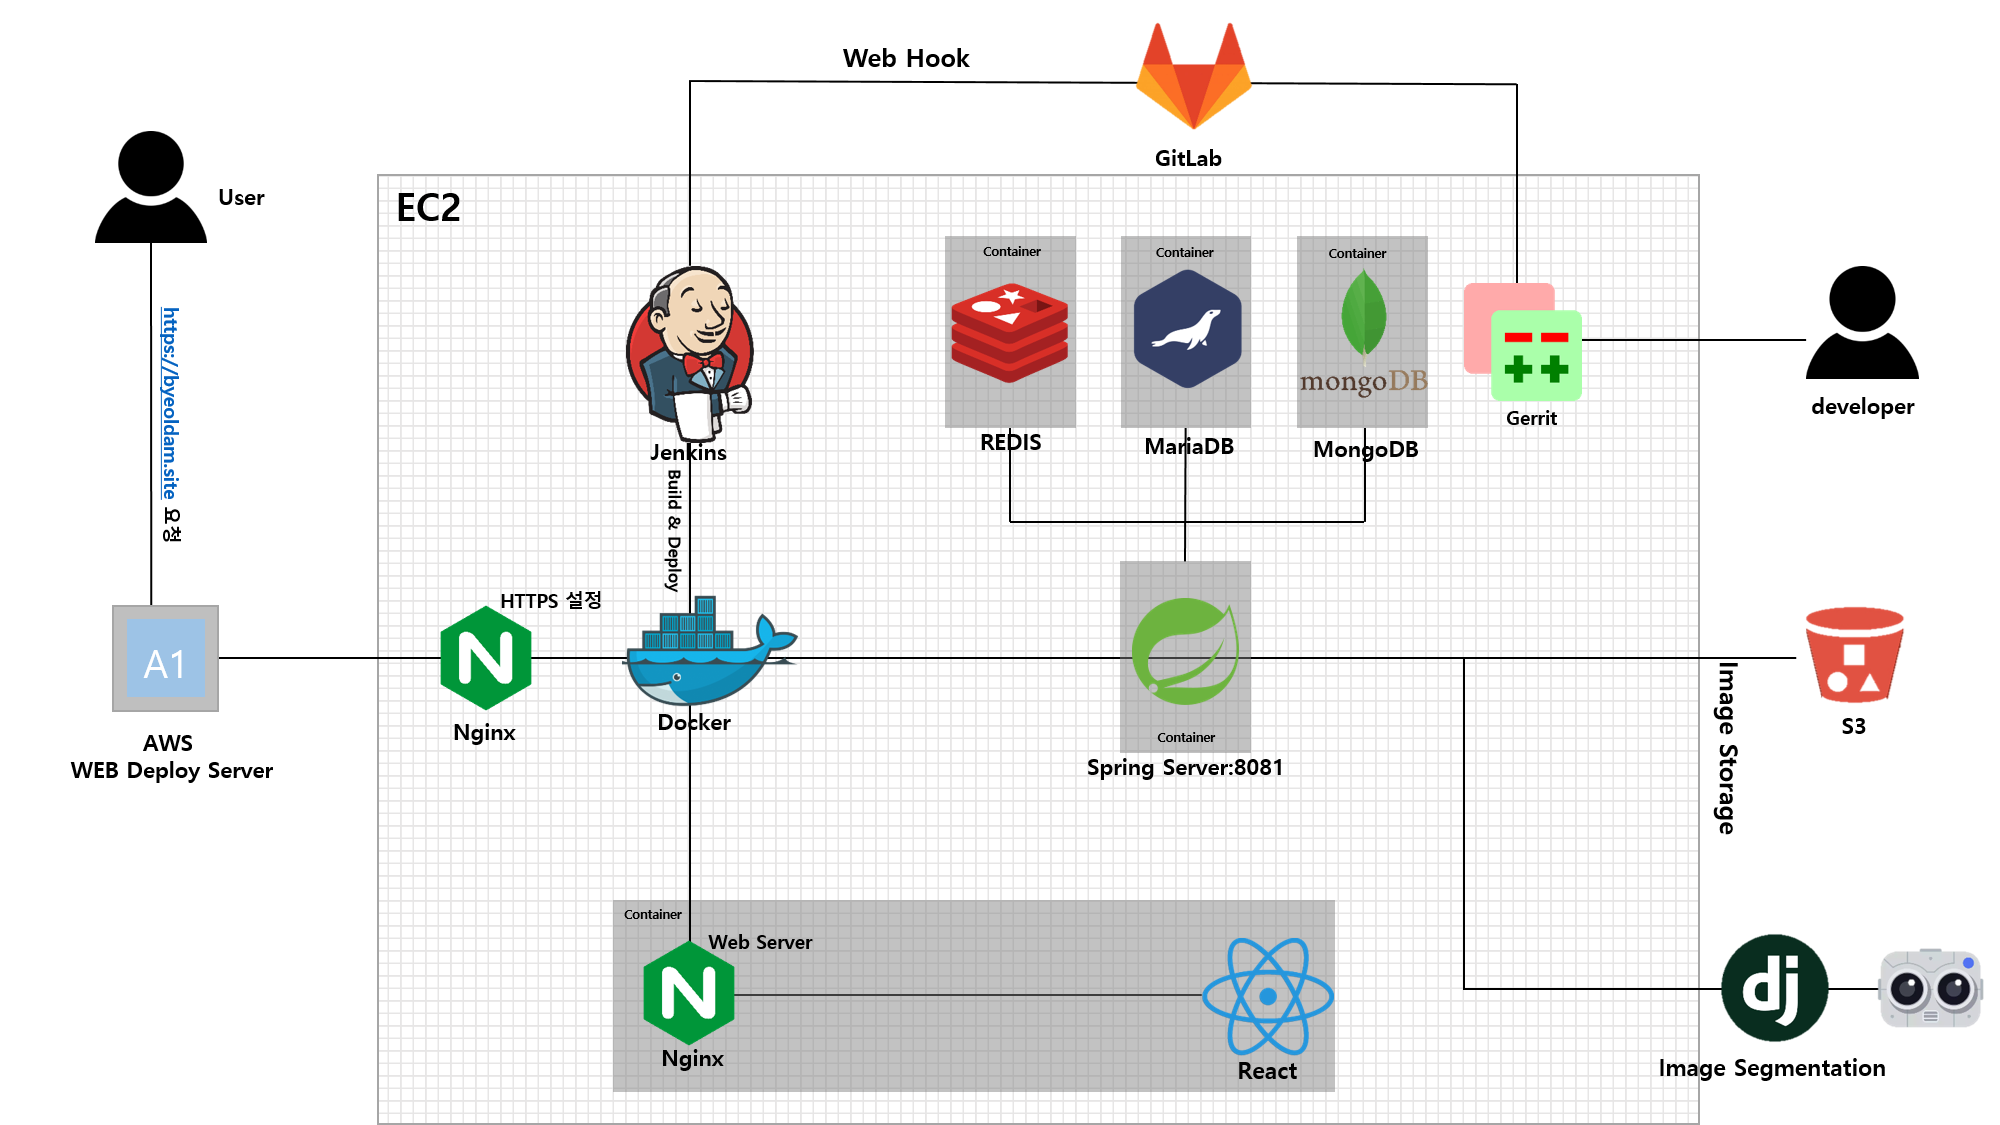 Web Hook
GitLab
User
EC2
https://byeoldam.site 요청
Container
Container
Container
mongoDB
REDIS
MariaDB
MongoDB
Gerrit
developer
Jenkins
Build & Deploy
HTTPS 설정
Nginx
Docker
A1
AWS
WEB Deploy Server
Container
Spring Server:8081
Image Storage
S3
Container
Web Server
Nginx
React
dj
Image Segmentation